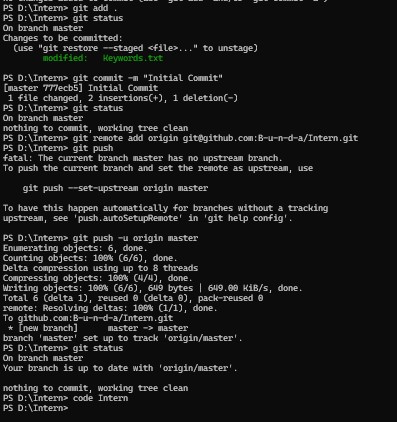 PS D:\Intern> git add .
PS D:\Intern> git status
On branch master
Changes to be committed:
  (use "git restore --staged <file>..." to unstage)
        modified:   Keywords.txt

PS D:\Intern> git commit -m "Initial Commit"
[master 777ecb5] Initial Commit
 1 file changed, 2 insertions(+), 1 deletion(-)
PS D:\Intern> git status
On branch master
nothing to commit, working tree clean
PS D:\Intern> git remote add origin git@github.com:B-u-n-d-a/Intern.git
PS D:\Intern> git push
fatal: The current branch master has no upstream branch.
To push the current branch and set the remote as upstream, use

    git push --set-upstream origin master

To have this happen automatically for branches without a tracking
upstream, see 'push.autoSetupRemote' in 'git help config'.

PS D:\Intern> git push -u origin master
Enumerating objects: 6, done.
Counting objects: 100% (6/6), done.
Delta compression using up to 8 threads
Compressing objects: 100% (4/4), done.
Writing objects: 100% (6/6), 649 bytes | 649.00 KiB/s, done.
Total 6 (delta 1), reused 0 (delta 0), pack-reused 0
remote: Resolving deltas: 100% (1/1), done.
To github.com:B-u-n-d-a/Intern.git
 * [new branch]      master -> master
branch 'master' set up to track 'origin/master'.
PS D:\Intern> git status
On branch master
Your branch is up to date with 'origin/master'.

nothing to commit, working tree clean
PS D:\Intern> code Intern
PS D:\Intern>